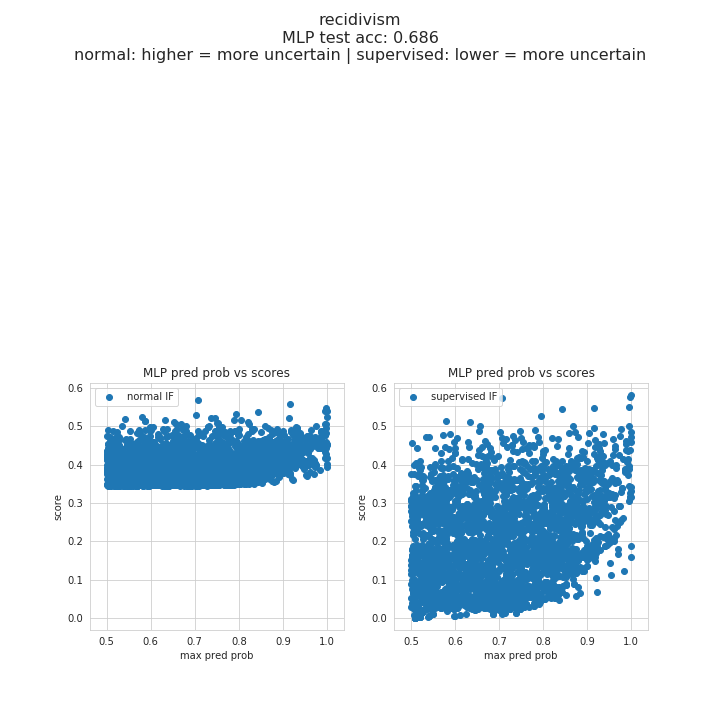 recidivism
MLP test acc: 0.686
normal: higher = more uncertain | supervised: lower = more uncertain
MLP pred prob vs scores
normal IF
0.6
0.5
0.4
0.3
0.2
0.1
0.0
score
0.5 0.6 0.7 0.8 0.9 1.0
max pred prob
MLP pred prob vs scores
supervised IF
0.6
0.5
0.4
0.3
0.2
0.1
0.0
score
0.5 0.6 0.7 0.8 0.9 1.0
max pred prob